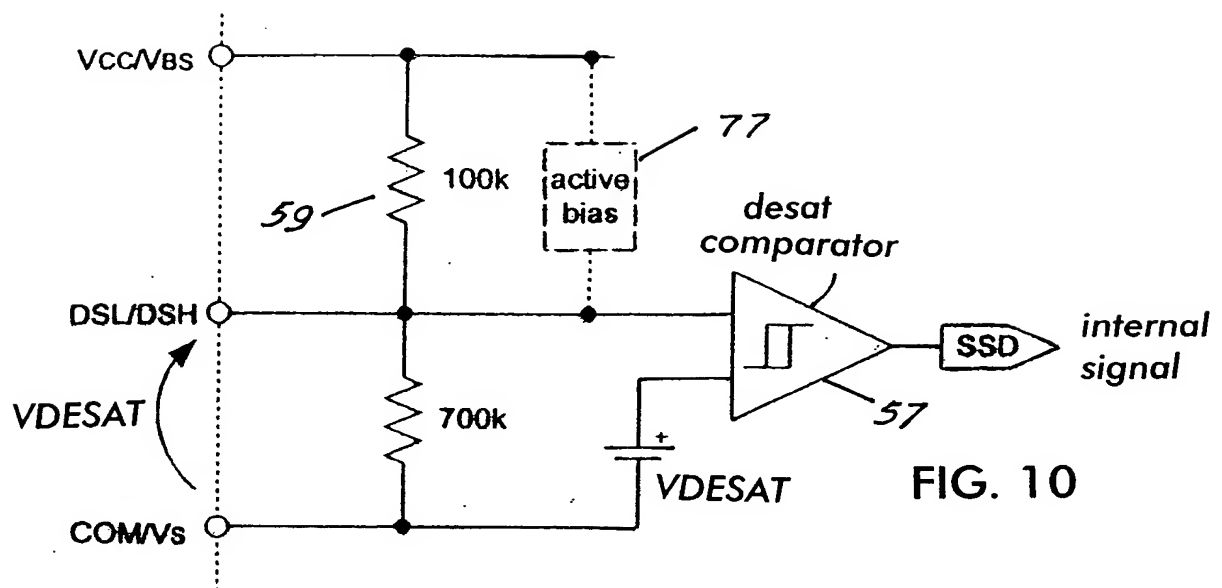 VCC/VBS
77
59
100k
active
bias
desat
comparator
DSL/DSH
SSD
internal
signal
VDESAT
700k
57
+
VDESAT
FIG. 10
COM/VS